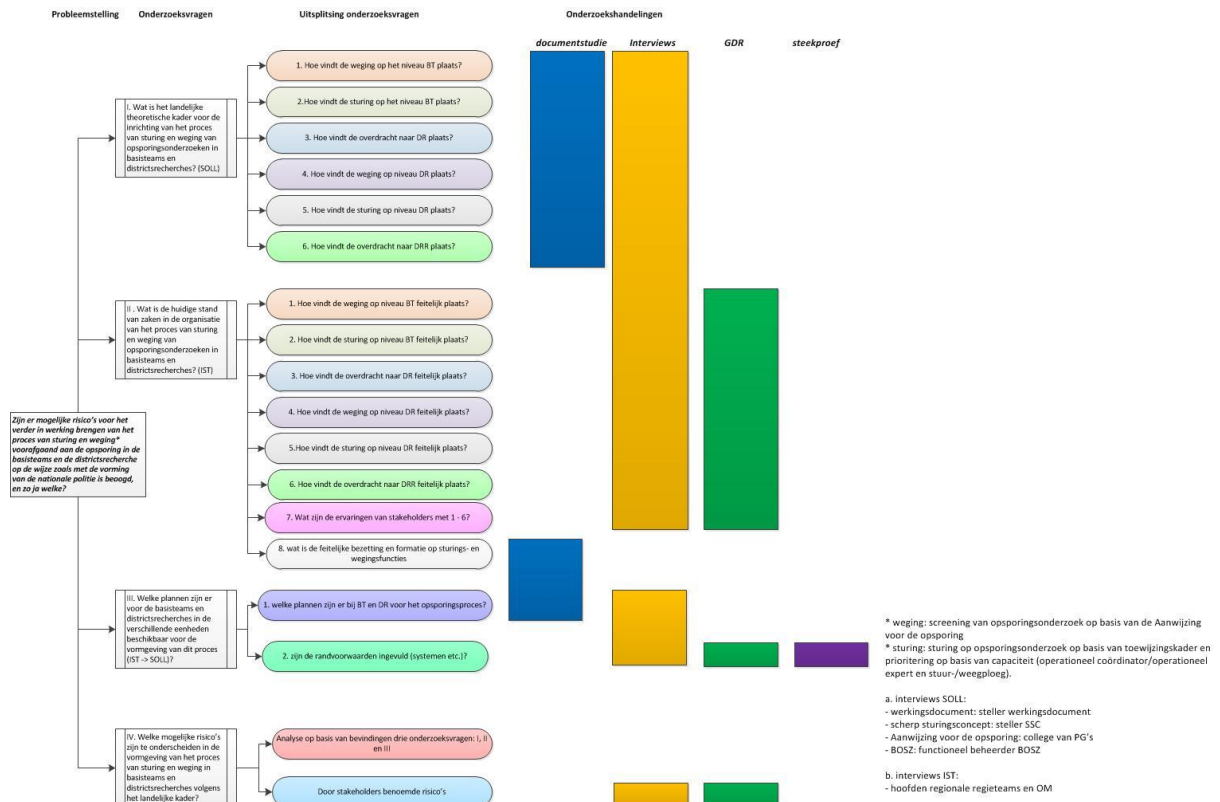 Probleemstelling
Onderzoeksvragen
Uitsplitsing onderzoeksvragen
Onderzoekshandelingen
documentstudie
Interviews
GDR
steekproef
Zijn er mogelijke risico's voor het
verder in werking brengen van het
proces van sturing en weging*
voorafgaand aan de opsporing in de
basisteams en de districtsrecherche
op de wijze zoals met de vorming
van de nationale politie is beoogd,
en zo ja welke?
I. Wat is het landelijke
theoretische kader voor de
inrichting van het proces
van sturing en weging van
opsporingsonderzoeken in
basisteams en
districtsrecherches? (SOLL)
1. Hoe vindt de weging op het niveau BT plaats?
2.Hoe vindt de sturing op het niveau BT plaats?
3. Hoe vindt de overdracht naar DR plaats?
4. Hoe vindt de weging op niveau DR plaats?
5. Hoe vindt de sturing op niveau DR plaats?
6. Hoe vindt de overdracht naar DRR plaats?
II . Wat is de huidige stand
van zaken in de organisatie
van het proces van sturing
en weging van
opsporingsonderzoeken in
basisteams en
districtsrecherches? (IST)
1. Hoe vindt de weging op niveau BT feitelijk plaats?
2. Hoe vindt de sturing op niveau BT feitelijk plaats?
3. Hoe vindt de overdracht naar DR feitelijk plaats?
4. Hoe vindt de weging op niveau DR feitelijk plaats?
5.Hoe vindt de sturing op niveau DR feitelijk plaats?
6. Hoe vindt de overdracht naar DRR feitelijk plaats?
7. Wat zijn de ervaringen van stakeholders met 1 - 6?
8. wat is de feitelijke bezetting en formatie op sturings- en
wegingsfuncties
III. Welke plannen zijn er
voor de basisteams en
districtsrecherches in de
verschillende eenheden
beschikbaar voor de
vormgeving van dit proces
(IST -> SOLL)?
1. welke plannen zijn er bij BT en DR voor het opsporingsproces?
2. zijn de randvoorwaarden ingevuld (systemen etc.)?
IV. Welke mogelijke risico's
zijn te onderscheiden in de
vormgeving van het proces
van sturing en weging in
basisteams en
districtsrecherches volgens
het landelijke kader?
Analyse op basis van bevindingen drie onderzoeksvragen: I, II
en III
Door stakeholders benoemde risico's
* weging: screening van opsporingsonderzoek op basis van de Aanwijzing
voor de opsporing
* sturing: sturing op opsporingsonderzoek op basis van toewijzingskader en
prioritering op basis van capaciteit (operationeel coördinator/operationeel
expert en stuur-/weegploeg).
a. interviews SOLL:
- werkingsdocument: steller werkingsdocument
- scherp sturingsconcept: steller SSC
- Aanwijzing voor de opsporing: college van PG's
- BOSZ: functioneel beheerder BOSZ
b. interviews IST:
- hoofden regionale regieteams en OM